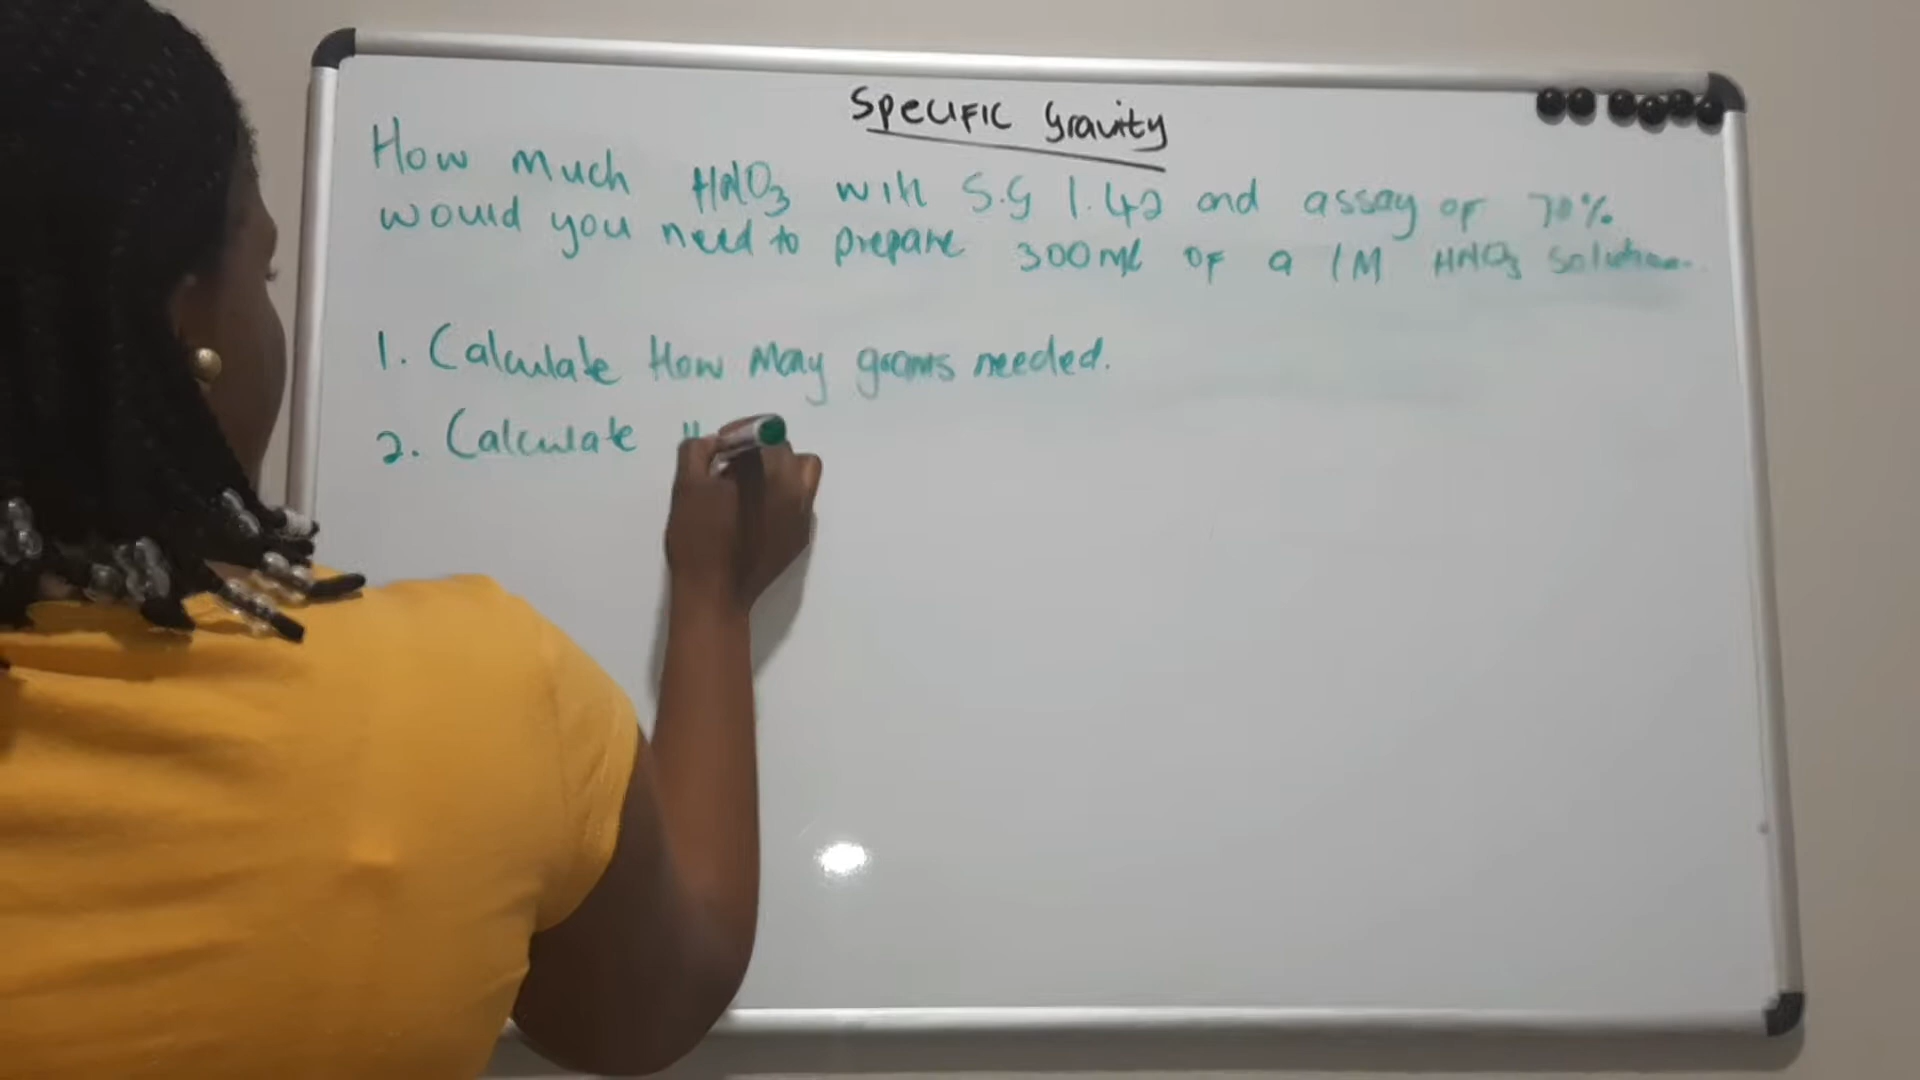 Specific Gravity
How much HNO3 with S.G 1.42 and assay of 70%
would you need to prepare 300ml of a 1M HNO3 solution.
1. Calculate How Many grams needed.
2. Calculate